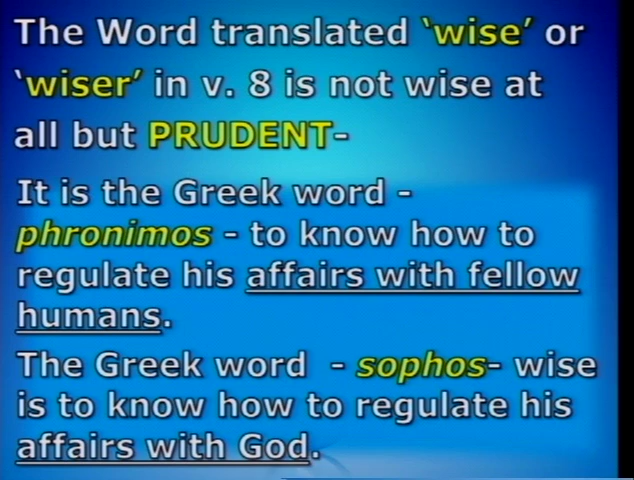 The Word translated ‘wise’ or
‘wiser’ in v. 8 is not wise at
all but PRUDENT-
It is the Greek word -
phronimos - to know how to
regulate his affairs with fellow
humans.
The Greek word - sophos- wise
is to know how to regulate his
affairs with God.